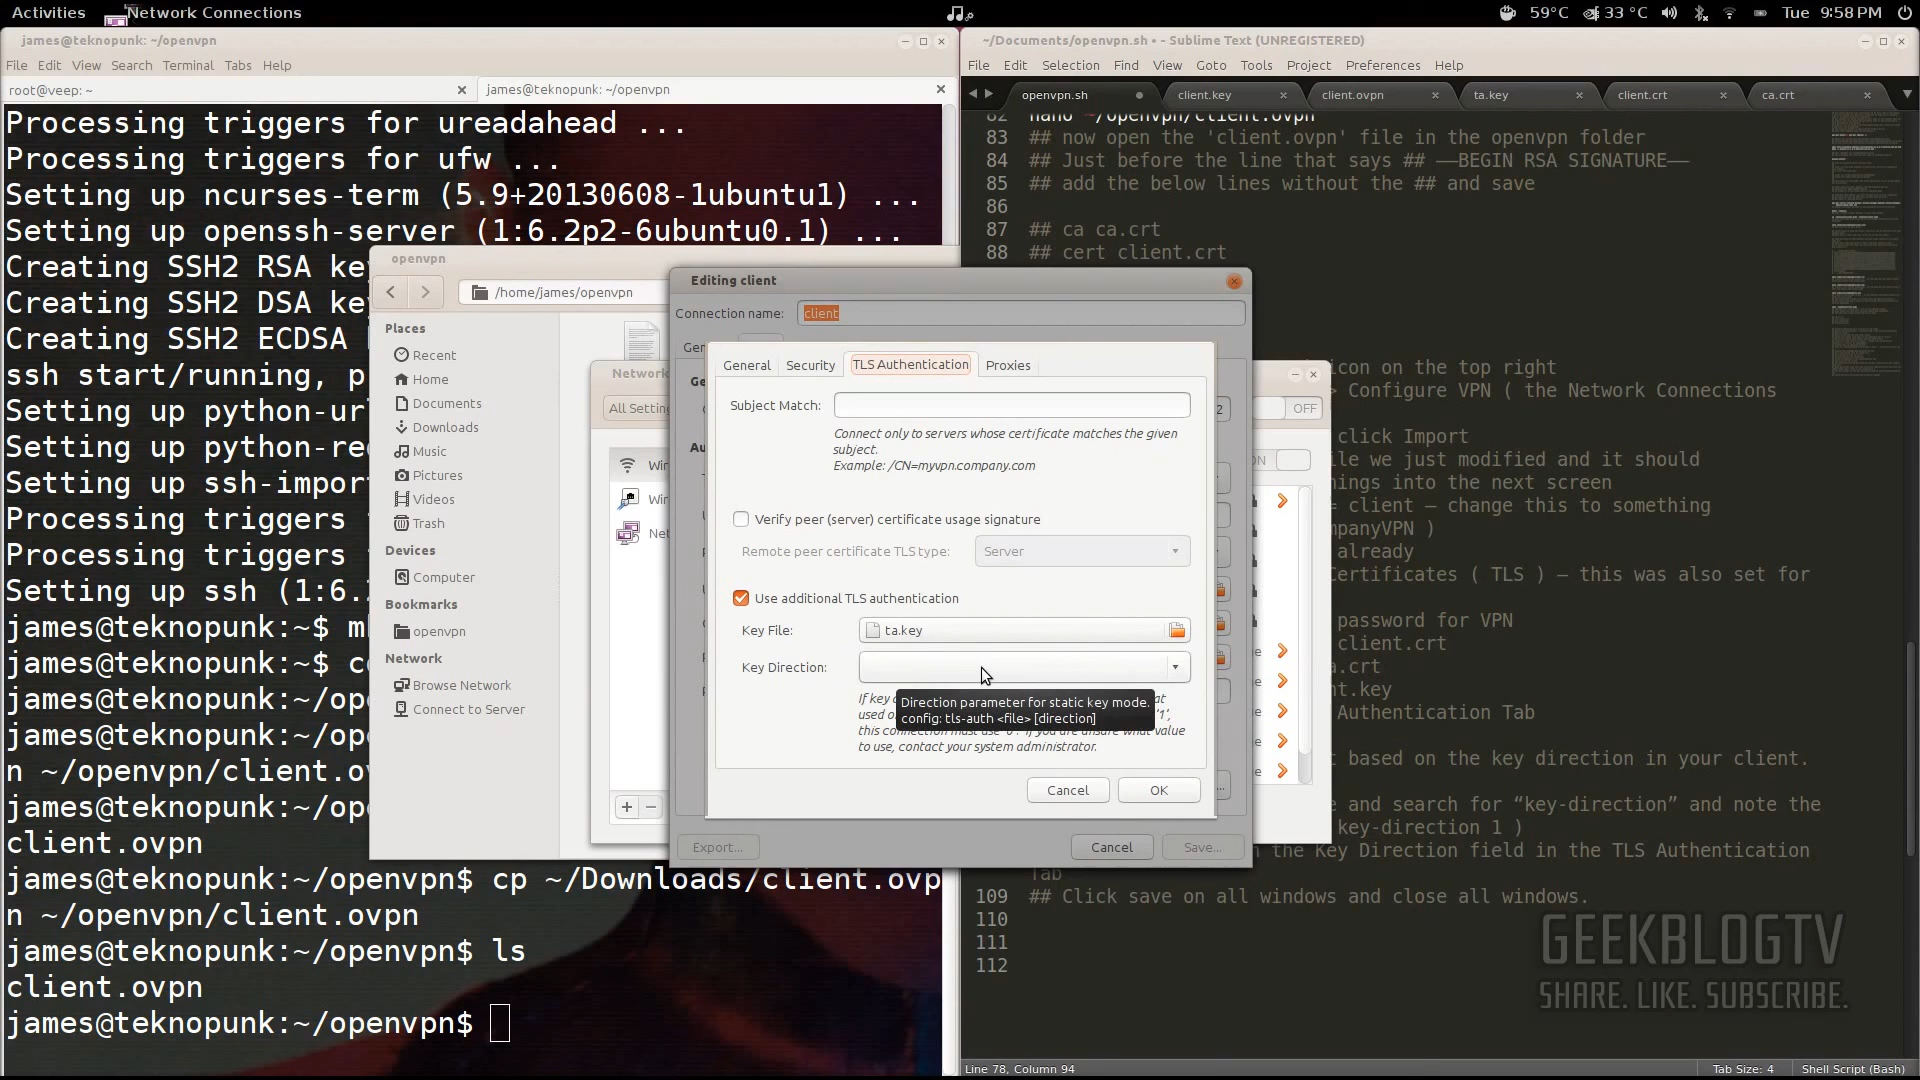 Activities
Network Connections
59°C
33 °C
Tue 9:58 PM
james@teknopunk: ~/openvpn
File Edit View Search Terminal Tabs Help
root@veep: ~
james@teknopunk: ~/openvpn
Processing triggers for ureadahead ...
Processing triggers for ufw ...
Setting up ncurses-term (5.9+20130608-1ubuntu1) ...
Setting up openssh-server (1:6.2p2-6ubuntu0.1) ...
Creating SSH2 RSA
Creating SSH2 DSA
Creating SSH2 ECDSA
ssh start/running,
Setting up
Setting up
Setting up
Processing triggers
Processing triggers
Setting up ssh (1:6.
james@teknopunk:~$
james@teknopunk:~$
james@teknopunk:~/op
james@teknopunk:~/op
n ~/openvpn/client.ov
james@teknopunk:~/op
client.ovpn
james@teknopunk:~/openvpn$ cp ~/Downloads/client.ovp
n ~/openvpn/client.ovpn
james@teknopunk:~/openvpn$ ls
client.ovpn
james@teknopunk:~/openvpn$
openvpn
/home/james/openvpn
Places
Recent
Home
Documents
Downloads
Music
Pictures
Videos
Trash
Devices
Computer
Bookmarks
openvpn
Network
Browse Network
Connect to Server
Network
All Setting
OFF
Editing client
Connection name: client
General Security TLS Authentication Proxies
Subject Match:
Connect only to servers whose certificate matches the given
subject.
Example: /CN=myvpn.company.com
Verify peer (server) certificate usage signature
Remote peer certificate TLS type: Server
Use additional TLS authentication
Key File: ta.key
Key Direction:
If key
Direction parameter for static key mode.
config: tls-auth <file> [direction]
to use, contact your system administrator.
Cancel OK
Export... Cancel Save...
~/Documents/openvpn.sh • - Sublime Text (UNREGISTERED)
File Edit Selection Find View Goto Tools Project Preferences Help
openvpn.sh client.key client.ovpn ta.key client.crt ca.crt
82 nano ~/openvpn/client.ovpn
83 ## now open the 'client.ovpn' file in the openvpn folder
84 ## Just before the line that says ## —BEGIN RSA SIGNATURE—
85 ## add the below lines without the ## and save
86
87 ## ca ca.crt
88 ## cert client.crt
icon on the top right
> Configure VPN ( the Network Connections
click Import
ile we just modified and it should
hings into the next screen
= client – change this to something
mpanyVPN )
already
Certificates ( TLS ) – this was also set for
password for VPN
client.crt
a.crt
nt.key
Authentication Tab
t based on the key direction in your client.
e and search for “key-direction” and note the
key-direction 1 )
n the Key Direction field in the TLS Authentication
Tab
109 ## Click save on all windows and close all windows.
110
111
112
GEEKBLOGTV
SHARE. LIKE. SUBSCRIBE.
Line 78, Column 94
Tab Size: 4
Shell Script (Bash)